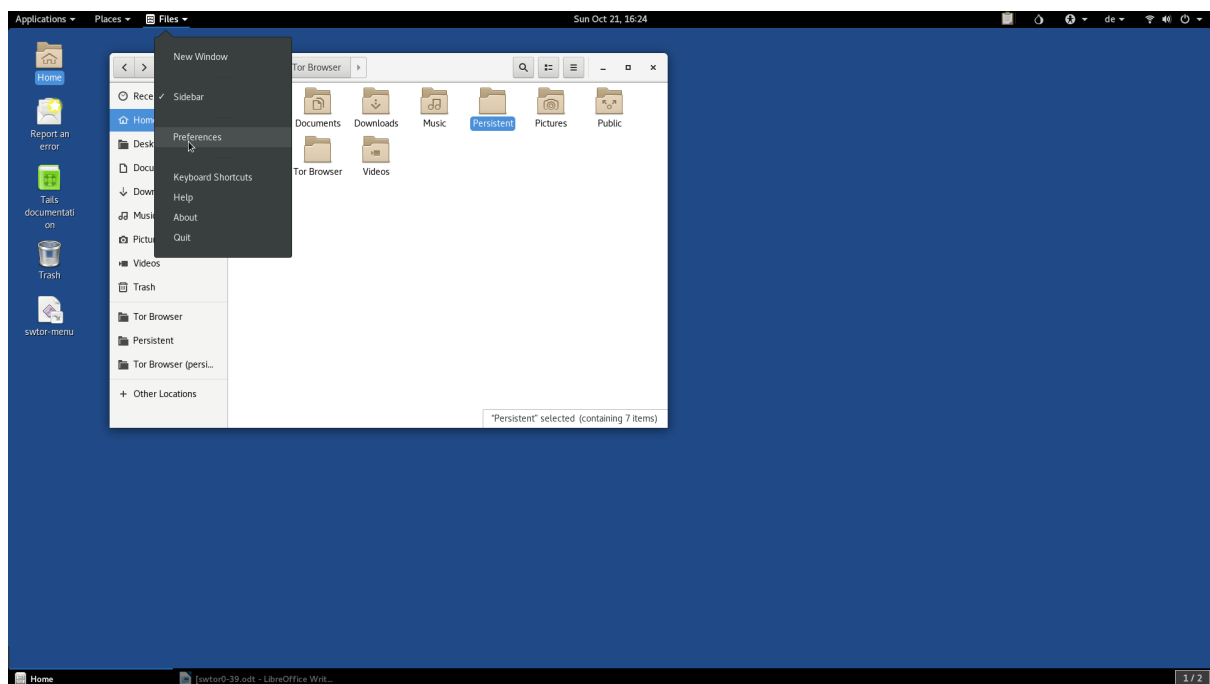 Applications Places Files Sun Oct 21, 16:24 de
Home
Report an
error
Tails
documentati
on
Trash
swtor-menu
New Window
Sidebar
Preferences
Keyboard Shortcuts
Help
About
Quit
Tor Browser
Rece
Hom
Desk
Docu
Down
Music
Pictu
Videos
Trash
Tor Browser
Persistent
Tor Browser (persi...
+ Other Locations
Documents Downloads Music Persistent Pictures Public
Tor Browser Videos
"Persistent" selected (containing 7 items)
Home [swtor0-39.odt - LibreOffice Writ... 1 / 2